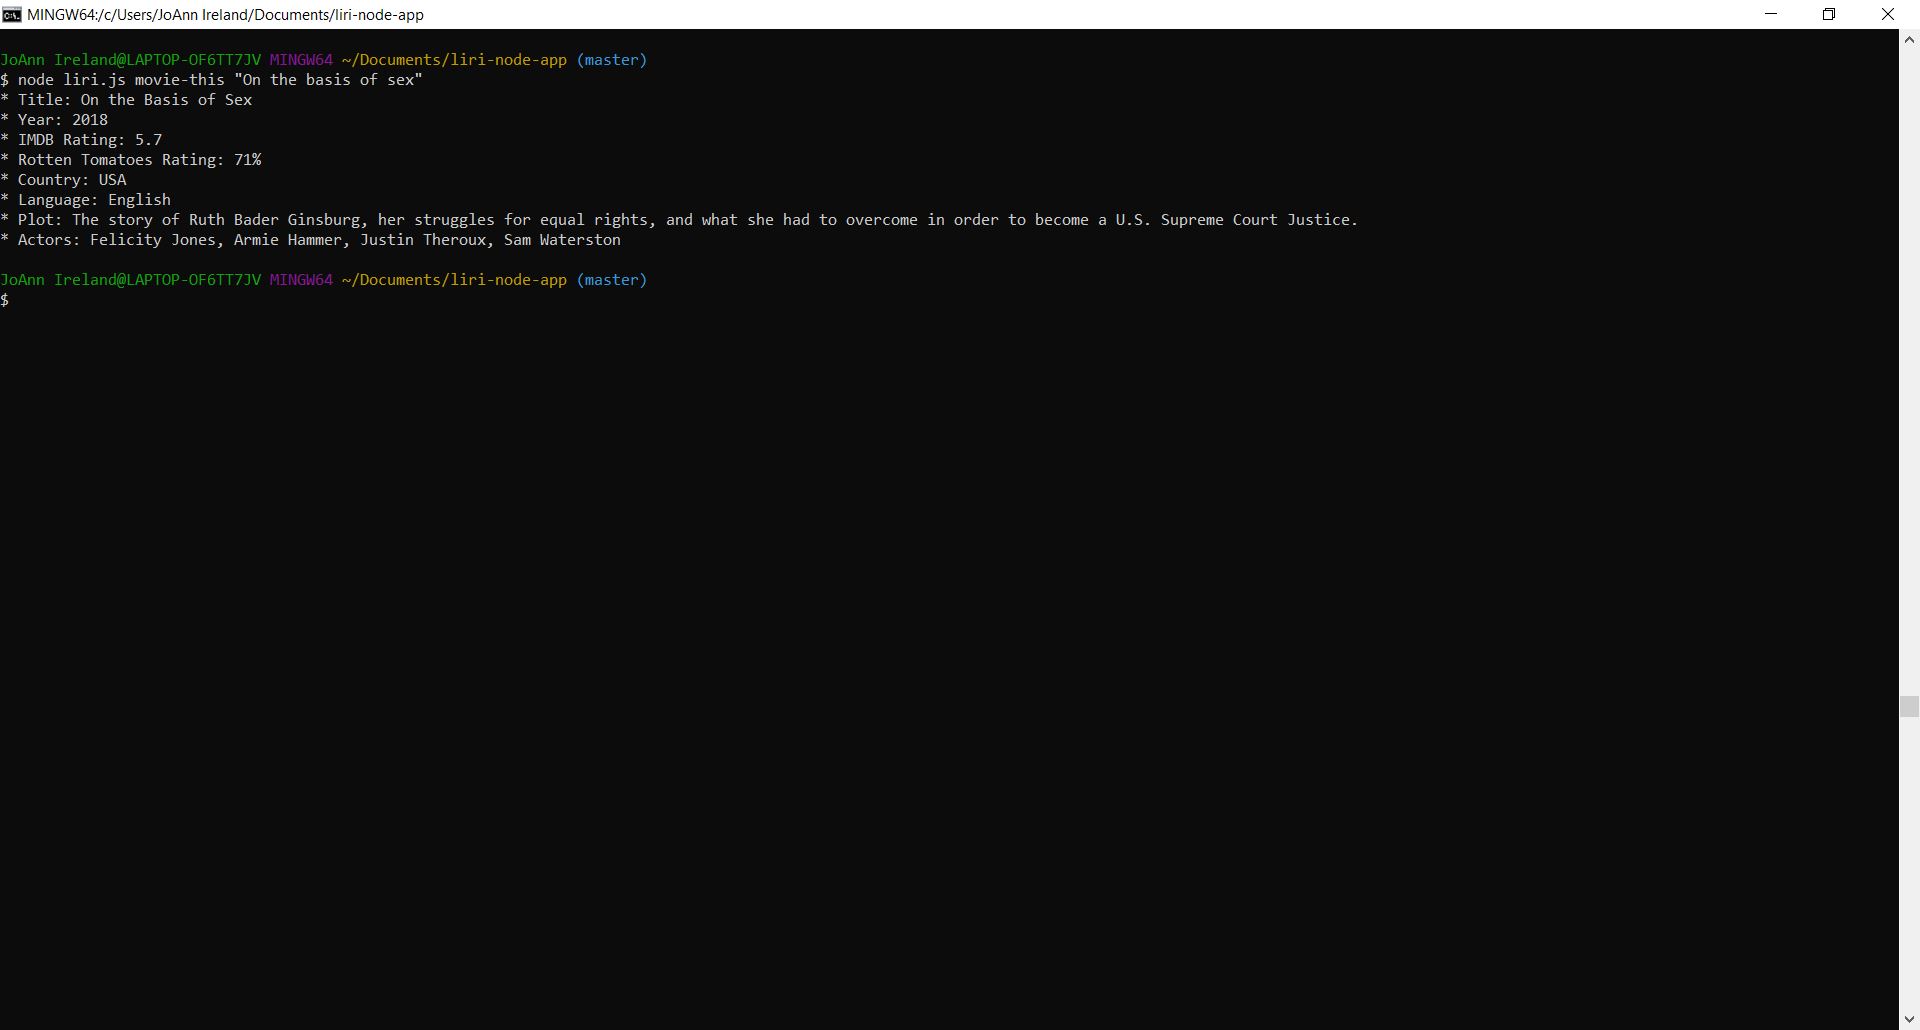 MINGW64:/c/Users/JoAnn Ireland/Documents/liri-node-app
JoAnn Ireland@LAPTOP-OF6TT7JV MINGW64 ~/Documents/liri-node-app (master)
$ node liri.js movie-this "On the basis of sex"
* Title: On the Basis of Sex
* Year: 2018
* IMDB Rating: 5.7
* Rotten Tomatoes Rating: 71%
* Country: USA
* Language: English
* Plot: The story of Ruth Bader Ginsburg, her struggles for equal rights, and what she had to overcome in order to become a U.S. Supreme Court Justice.
* Actors: Felicity Jones, Armie Hammer, Justin Theroux, Sam Waterston
JoAnn Ireland@LAPTOP-OF6TT7JV MINGW64 ~/Documents/liri-node-app (master)
$